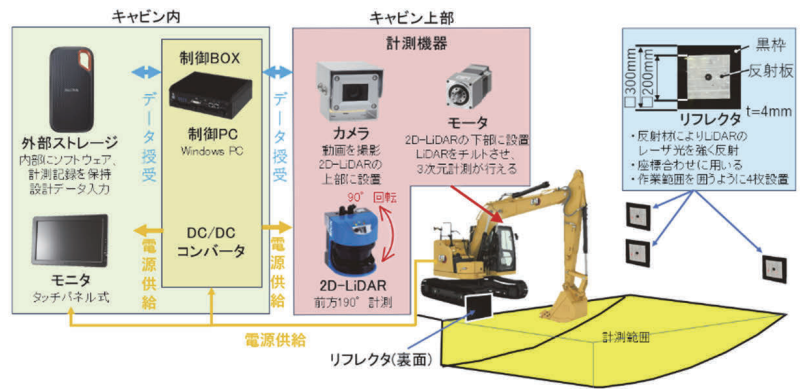 キャビン内
キャビン上部
制御BOX
制御PC
Windows PC
外部ストレージ
内部にソフトウェア、
計測記録を保持
設計データ入力
データ授受
データ授受
モニタ
タッチパネル式
DC/DC
コンバータ
電源供給
電源供給
電源供給
計測機器
カメラ
動画を撮影
2D-LiDARの
上部に設置
モータ
2D-LiDARの下部に設置
LiDARをチルトさせ、
3次元計測が行える
90° 回転
2D-LiDAR
前方190° 計測
□300mm
□200mm
黒枠
反射板
t=4mm
リフレクタ
・反射材によりLiDARの
レーザ光を強く反射
・座標合わせに用いる
・作業範囲を囲うように4枚設置
計測範囲
リフレクタ(裏面)